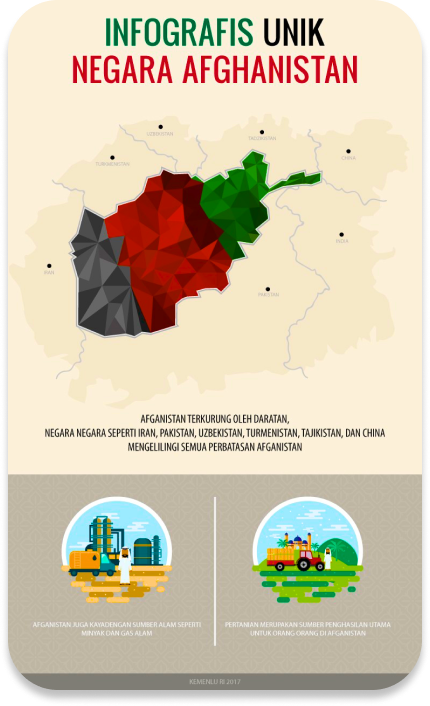 INFOGRAFIS UNIK
NEGARA AFGHANISTAN
UZBEKISTAN
TADJIKISTAN
CHINA
TURKMENISTAN
INDIA
IRAN
PAKISTAN
AFGANISTAN TERKURUNG OLEH DARATAN,
NEGARA NEGARA SEPERTI IRAN, PAKISTAN, UZBEKISTAN, TURMENISTAN, TAJIKISTAN, DAN CHINA
MENGELILINGI SEMUA PERBATASAN AFGANISTAN
AFGANISTAN JUGA KAYADENGAN SUMBER ALAM SEPERTI
MINYAK DAN GAS ALAM
PERTANIAN MERUPAKAN SUMBER PENGHASILAN UTAMA
UNTUK ORANG ORANG DI AFGANISTAN
KEMENLU RI 2017